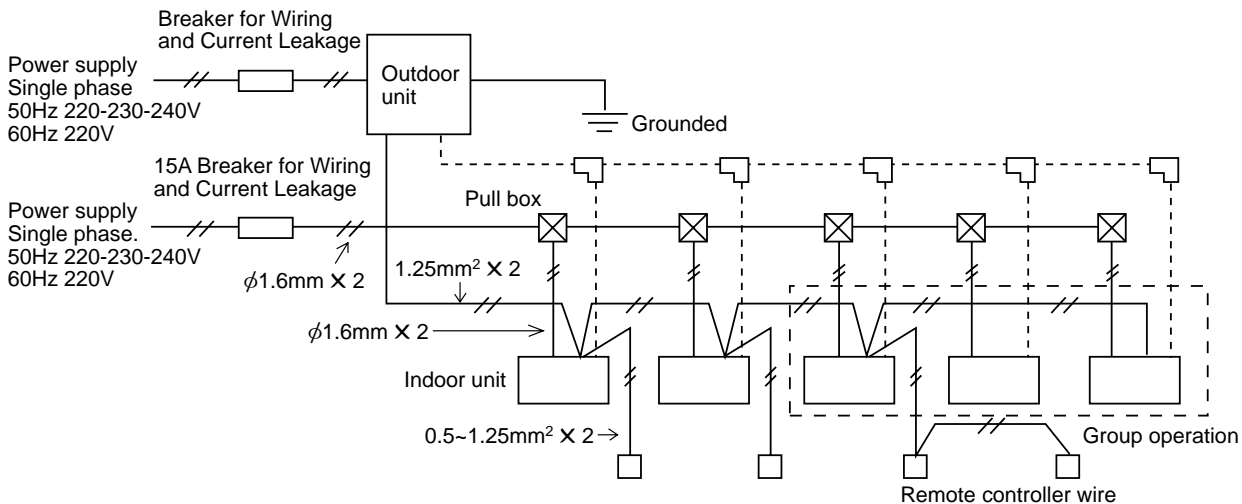 Breaker for Wiring
and Current Leakage
Power supply
Single phase
50Hz 220-230-240V
60Hz 220V
Outdoor
unit
Grounded
15A Breaker for Wiring
and Current Leakage
Power supply
Single phase.
50Hz 220-230-240V
60Hz 220V
Pull box
ϕ1.6mm × 2
1.25mm² × 2
ϕ1.6mm × 2
Indoor unit
0.5~1.25mm² × 2
Group operation
Remote controller wire